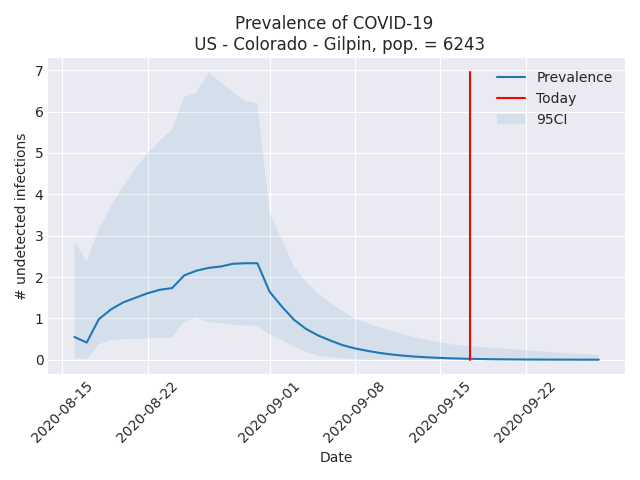 Prevalence of COVID-19
US - Colorado - Gilpin, pop. = 6243
7
6
5
4
3
2
1
0
# undetected infections
Prevalence
Today
95CI
2020-08-15
2020-08-22
2020-09-01
2020-09-08
2020-09-15
2020-09-22
Date